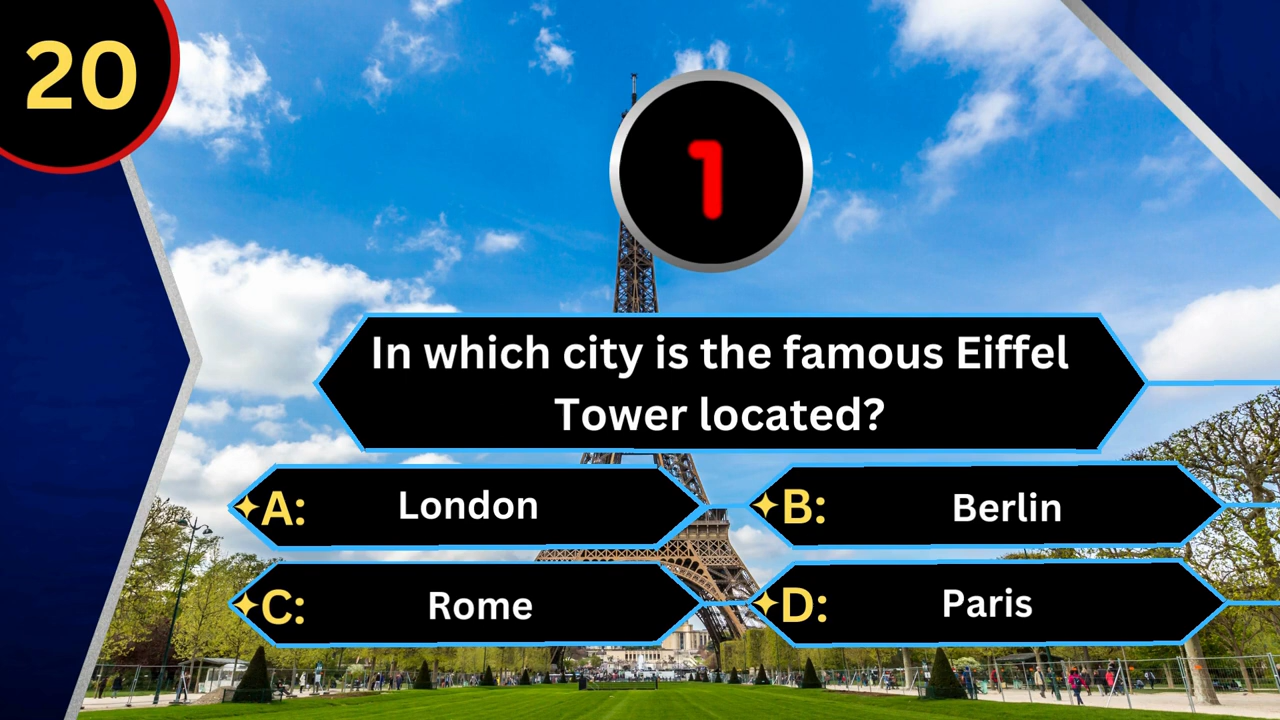 20
1
In which city is the famous Eiffel
Tower located?
A: London
B: Berlin
C: Rome
D: Paris